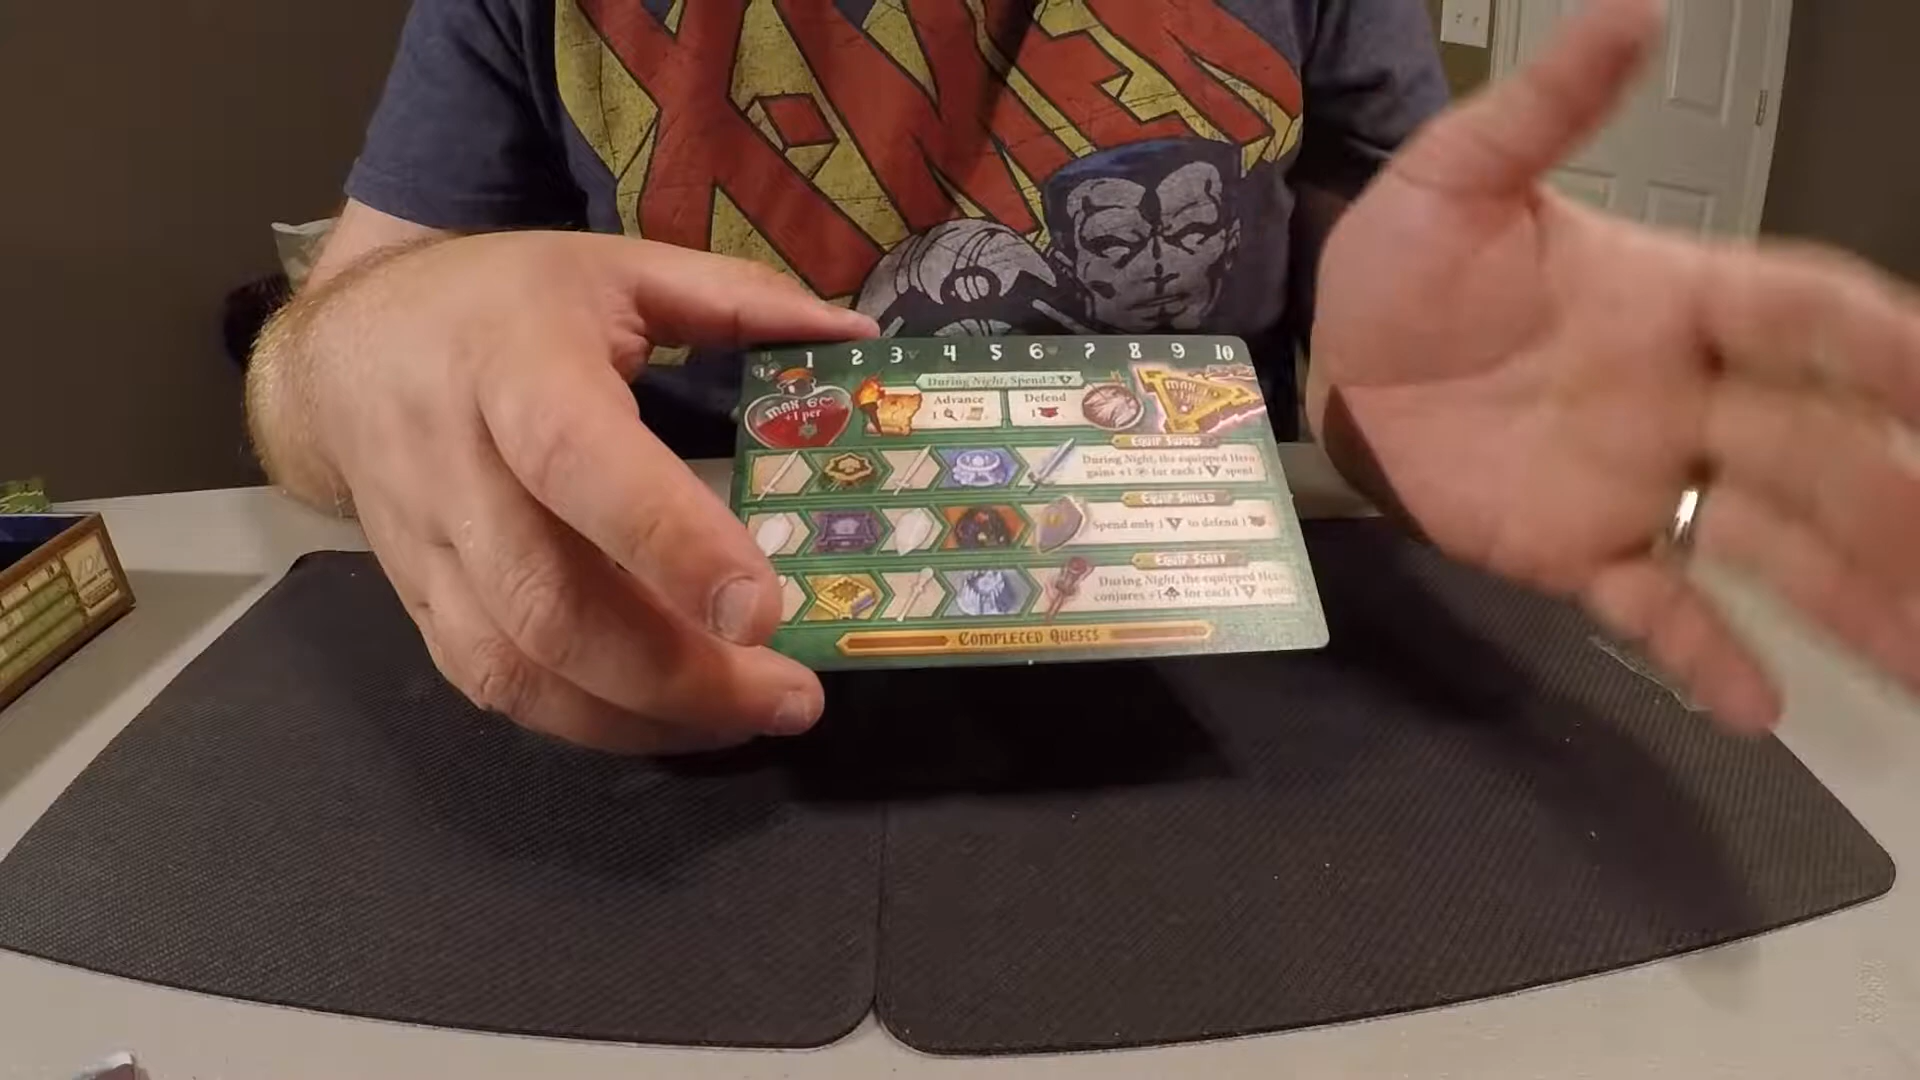 X-MEN
1 2 3 4 5 6 7 8 9 10
During Night, Spend 2
MAX 6
+1 per
Advance
1
Defend
1
MAX
EQUIP SWORD
During Night, the equipped Hero
gains +1 for each 1 spent
EQUIP SHIELD
Spend only 1 to defend 1
EQUIP STAFF
During Night, the equipped Hero
conjures +1 for each 1 spent
COMPLETED QUESTS